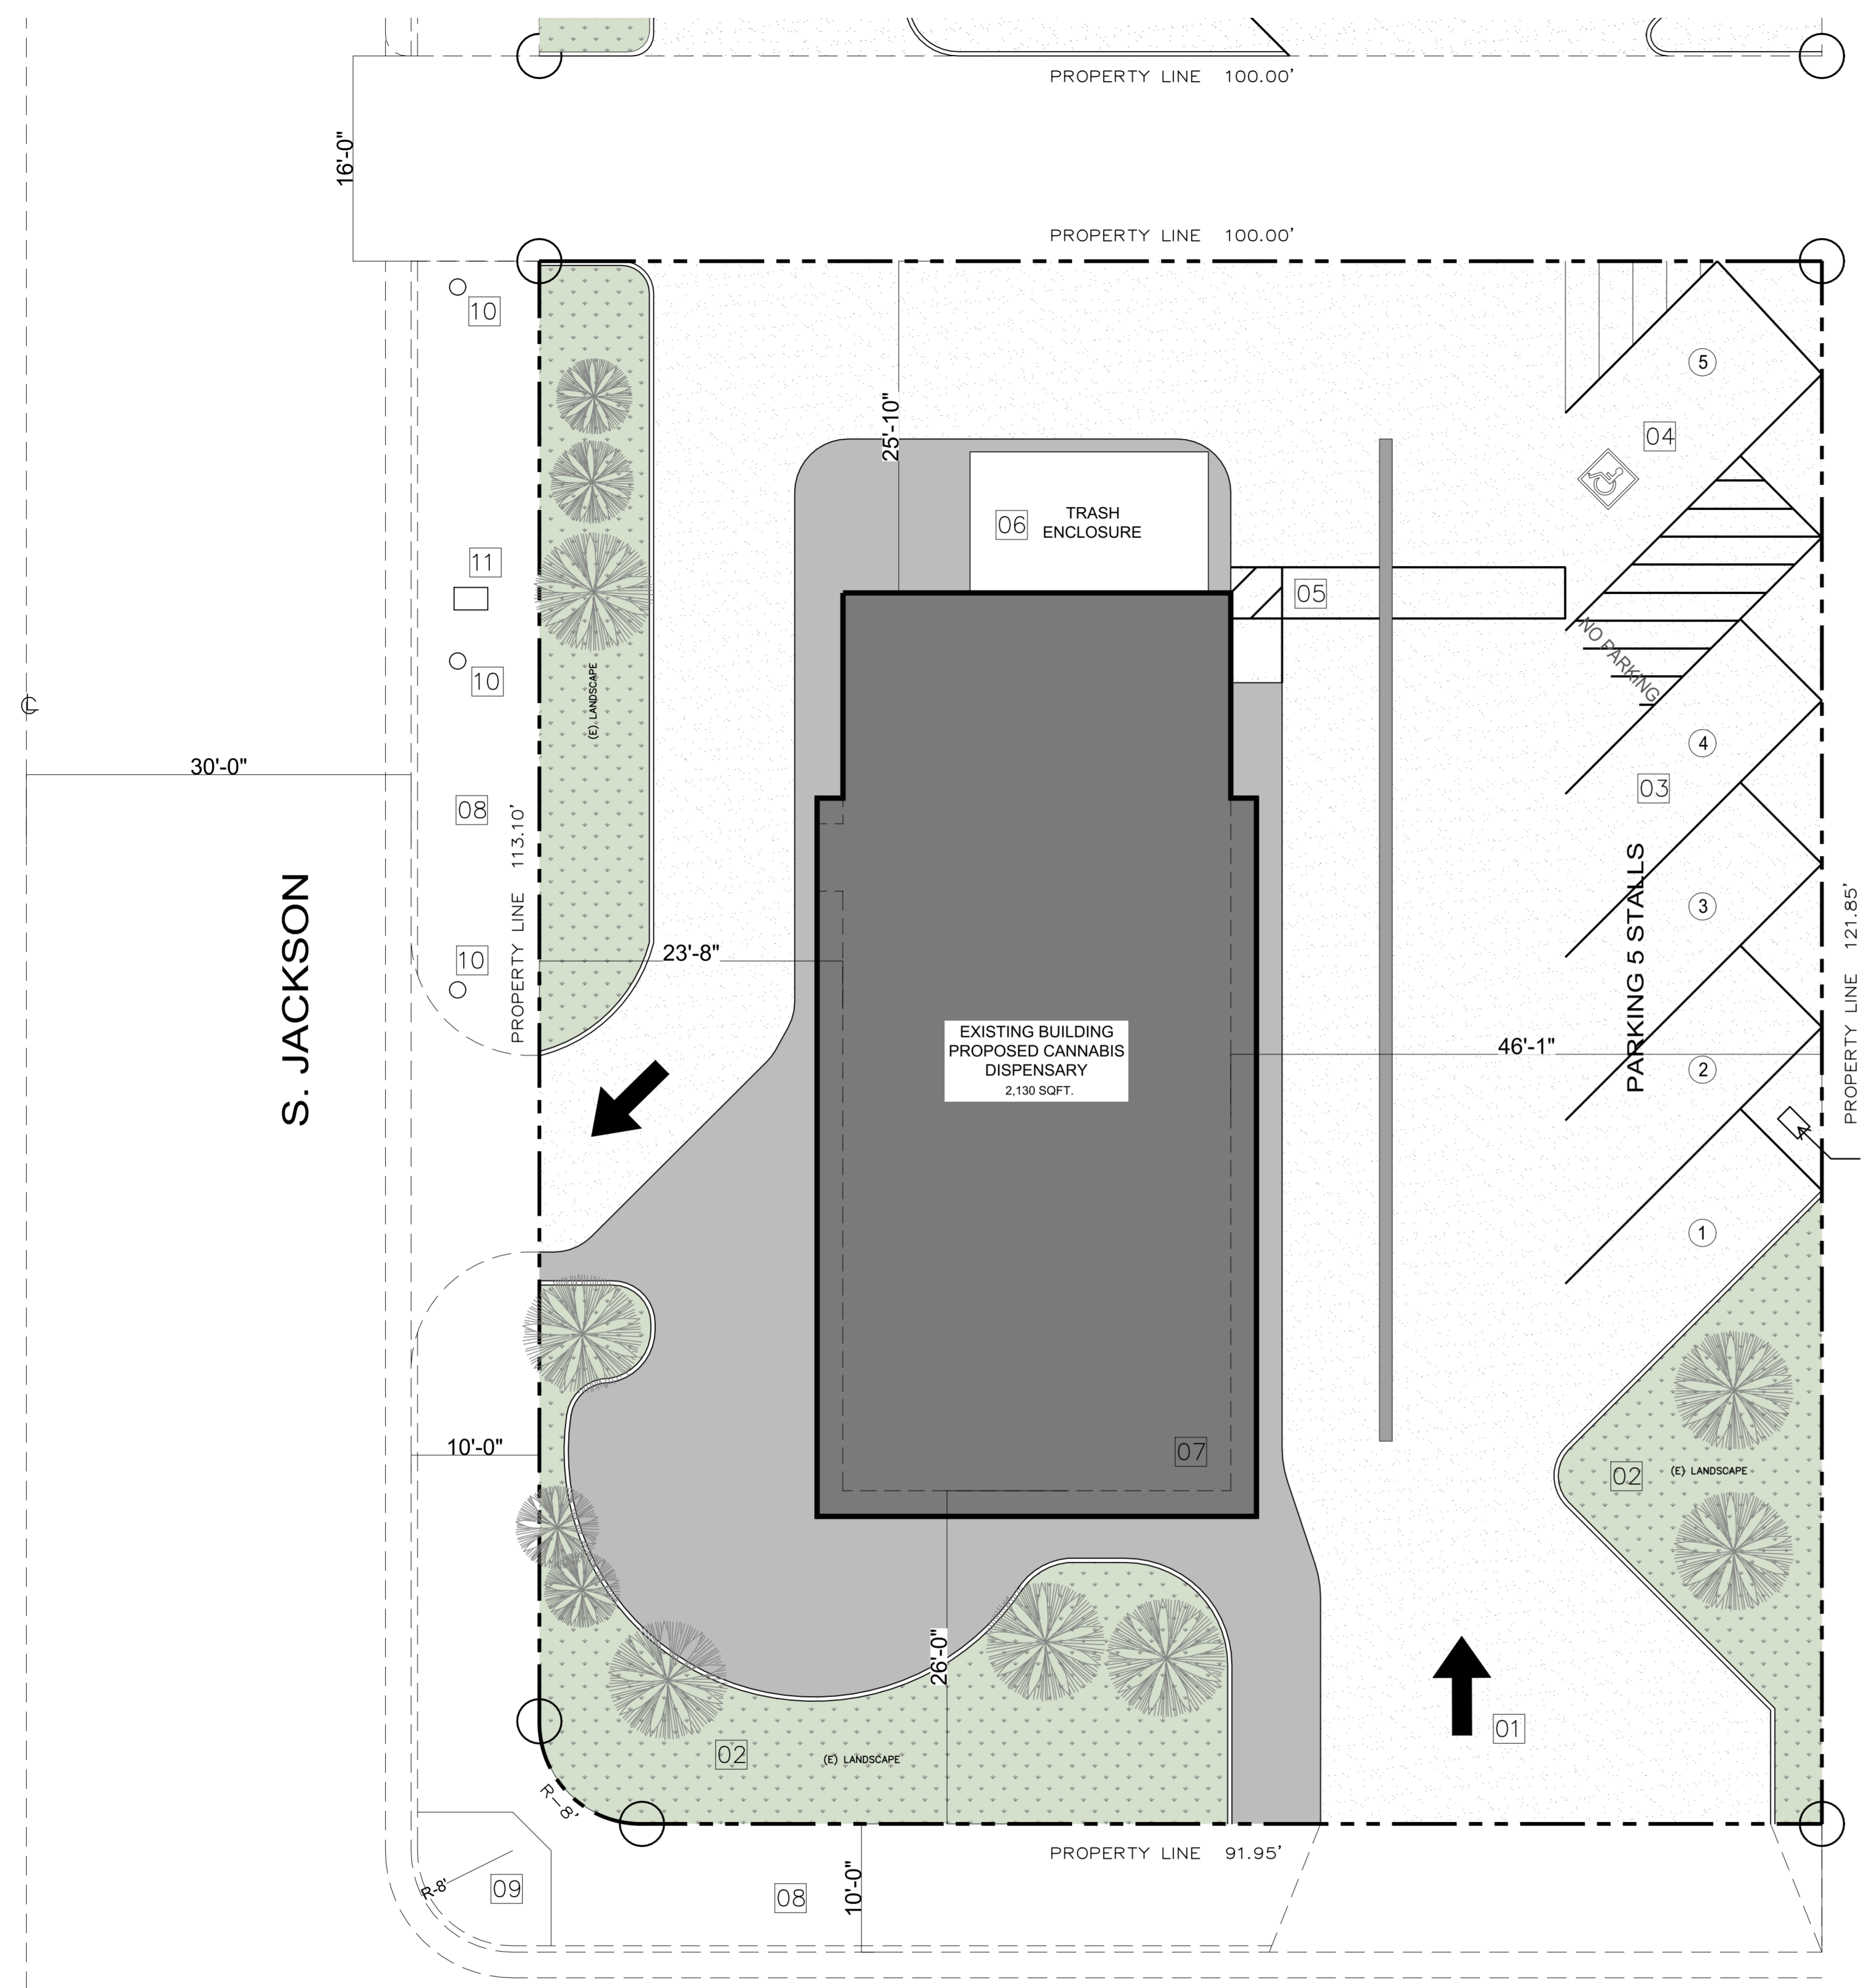 PROPERTY LINE 100.00'
16'-0"
PROPERTY LINE 100.00'
10
5
25'-10"
04
06
TRASH
ENCLOSURE
11
05
NO PARKING
10
(E) LANDSCAPE
℄
4
30'-0"
03
08
PROPERTY LINE 113.10'
S. JACKSON
PARKING 5 STALLS
3
PROPERTY LINE 121.85'
10
23'-8"
EXISTING BUILDING
PROPOSED CANNABIS
DISPENSARY
2,130 SQFT.
46'-1"
2
1
10'-0"
07
02
(E) LANDSCAPE
26'-0"
01
02
(E) LANDSCAPE
R-8'
PROPERTY LINE 91.95'
R-8'
09
08
10'-0"